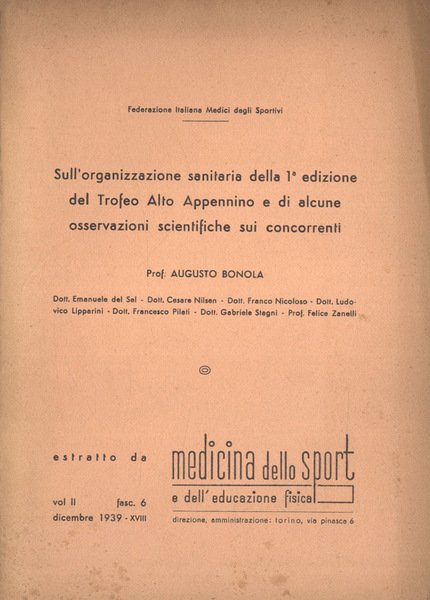 Federazione Italiana Medici degli Sportivi
Sull'organizzazione sanitaria della 1ª edizione
del Trofeo Alto Appennino e di alcune
osservazioni scientifiche sui concorrenti
Prof. AUGUSTO BONOLA
Dott. Emanuele del Sel - Dott. Cesare Nilsen - Dott. Franco Nicoloso - Dott. Ludo-
vico Lipparini - Dott. Francesco Pilati - Dott. Gabriele Stagni - Prof. Felice Zanelli
estratto da
medicina dello sport
e dell'educazione fisica
vol II fasc. 6
dicembre 1939 - XVIII
direzione, amministrazione: torino, via pinasca 6